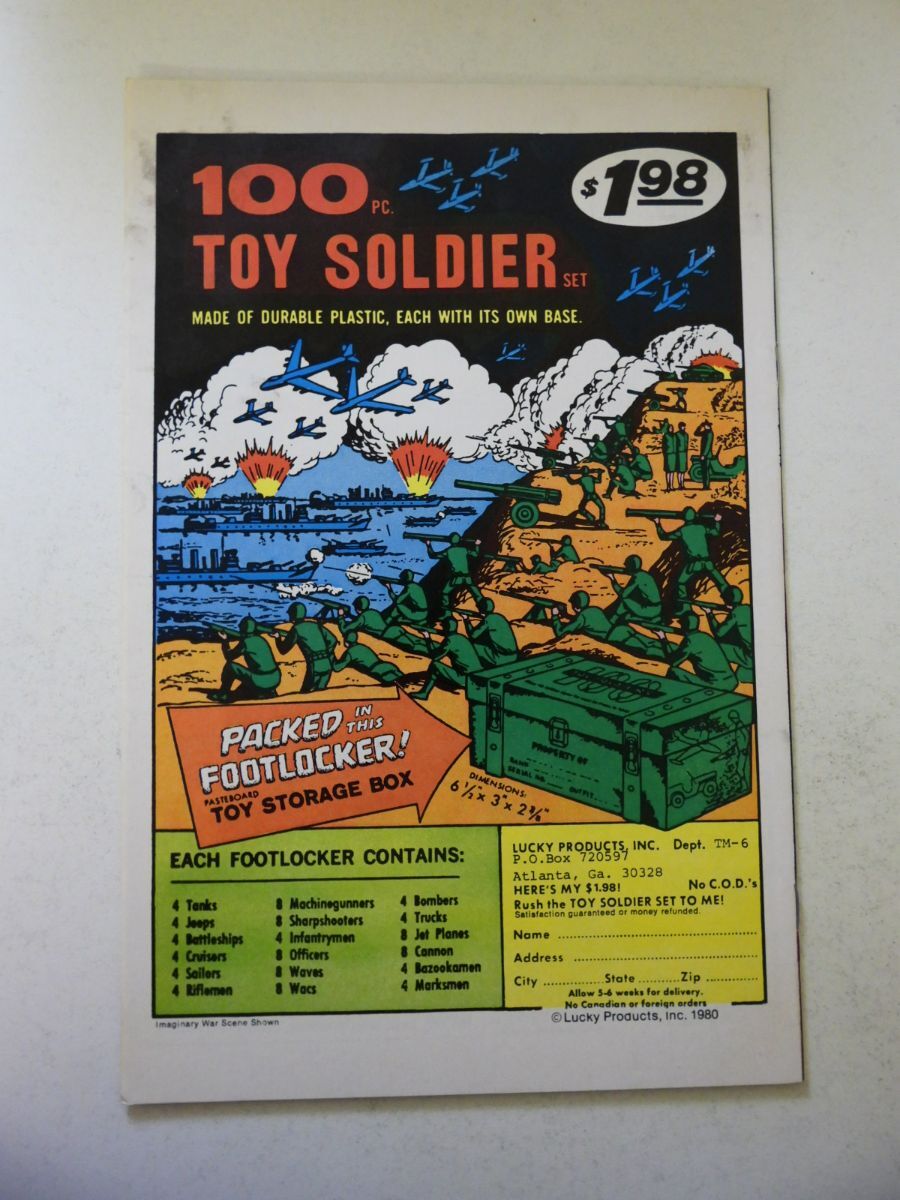 100 PC.
$1.98
TOY SOLDIER SET
MADE OF DURABLE PLASTIC, EACH WITH ITS OWN BASE.
PACKED IN THIS
FOOTLOCKER!
PASTEBOARD
TOY STORAGE BOX
PROPERTY OF
SERIAL NO.
OUTFIT
DIMENSIONS:
6 1/2" x 3" x 2 3/8"
EACH FOOTLOCKER CONTAINS:
4 Tanks
4 Jeeps
4 Battleships
4 Cruisers
4 Sailors
4 Riflemen
8 Machinegunners
8 Sharpshooters
4 Infantrymen
8 Officers
8 Waves
8 Wacs
4 Bombers
4 Trucks
8 Jet Planes
8 Cannon
4 Bazookamen
4 Marksmen
LUCKY PRODUCTS, INC. Dept. TM-6
P.O.Box 720597
Atlanta, Ga. 30328
HERE'S MY $1.98! No C.O.D.'s
Rush the TOY SOLDIER SET TO ME!
Satisfaction guaranteed or money refunded.
Name
Address
City State Zip
Allow 5-6 weeks for delivery.
No Canadian or foreign orders
Imaginary War Scene Shown
© Lucky Products, Inc. 1980